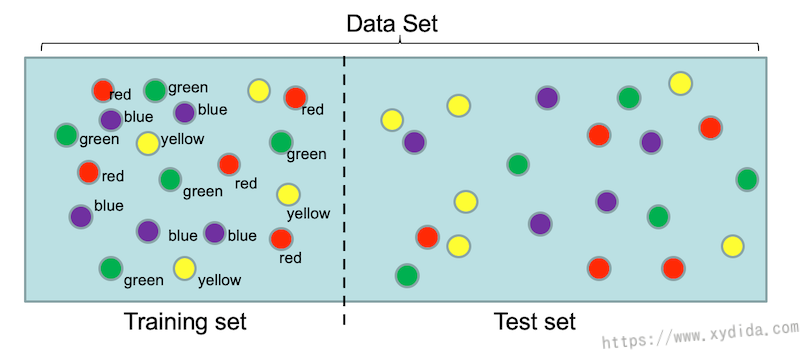 Data Set
red
green
blue
blue
red
green
yellow
green
red
green
red
blue
yellow
blue
blue
red
green
yellow
Training set
Test set
https://www.xydida.com